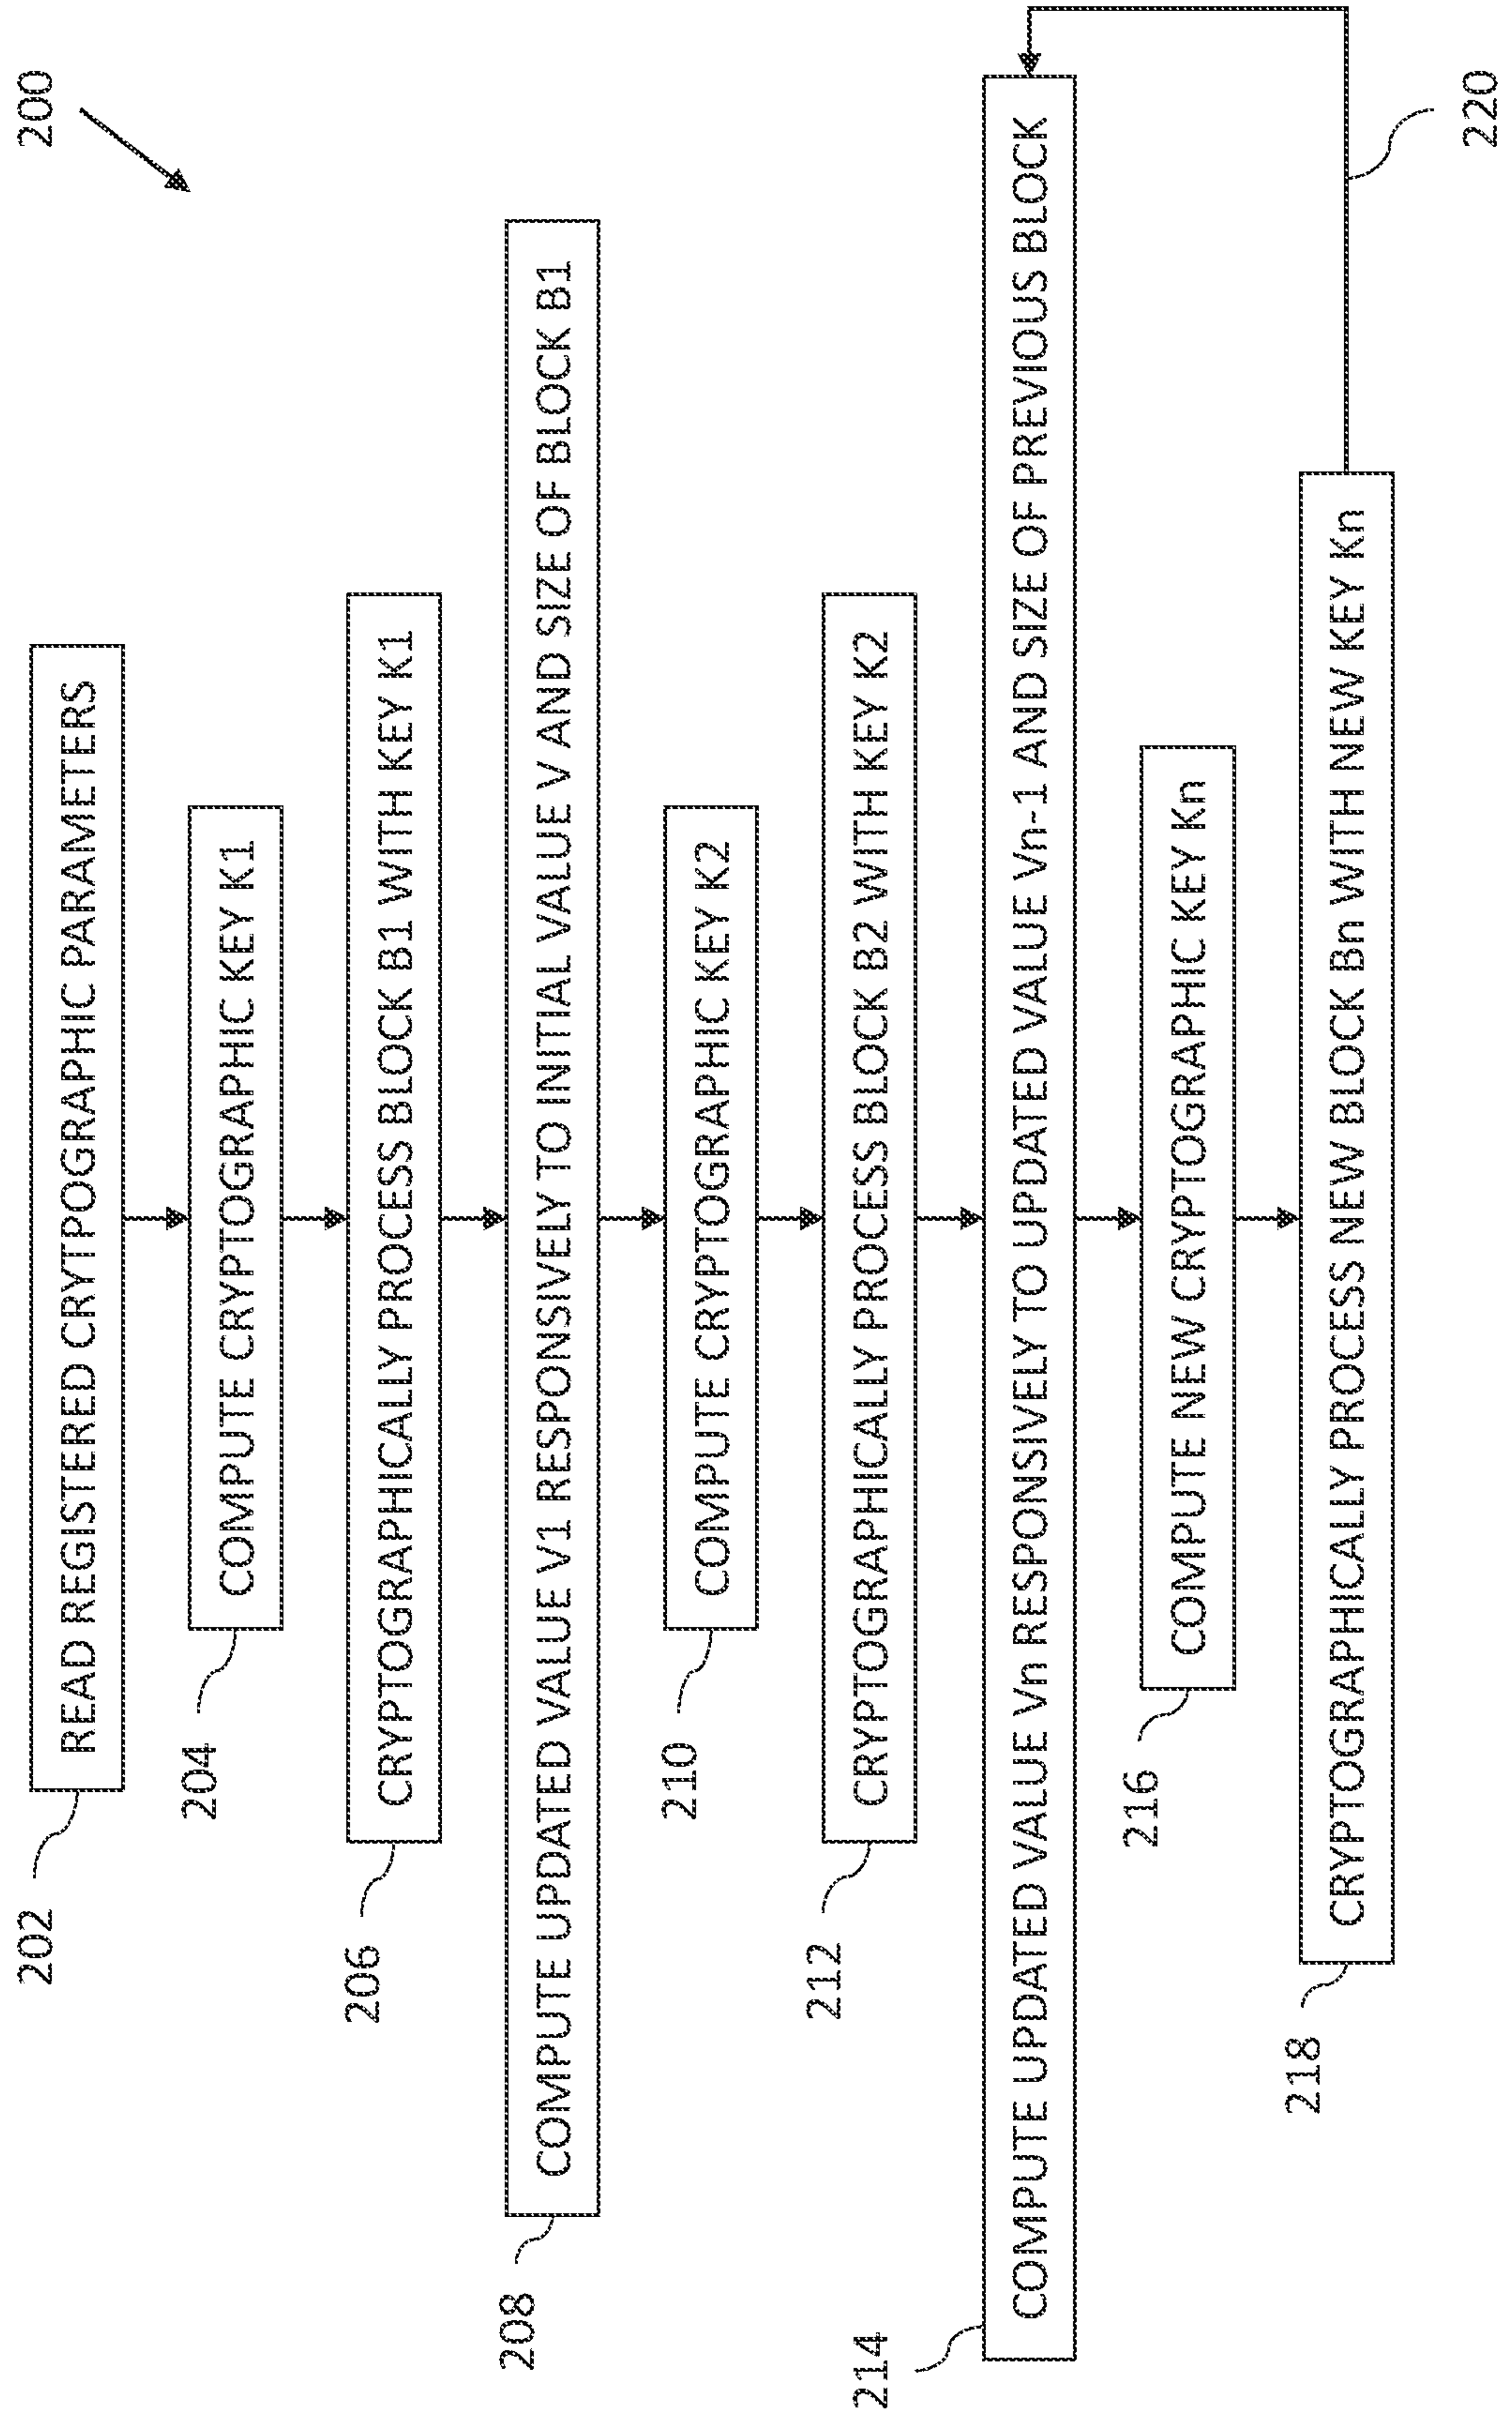 200
202
READ REGISTERED CRYTPOGRAPHIC PARAMETERS
204
COMPUTE CRYPTOGRAPHIC KEY K1
206
CRYPTOGRAPHICALLY PROCESS BLOCK B1 WITH KEY K1
208
COMPUTE UPDATED VALUE V1 RESPONSIVELY TO INITIAL VALUE V AND SIZE OF BLOCK B1
210
COMPUTE CRYPTOGRAPHIC KEY K2
212
CRYPTOGRAPHICALLY PROCESS BLOCK B2 WITH KEY K2
214
COMPUTE UPDATED VALUE Vn RESPONSIVELY TO UPDATED VALUE Vn-1 AND SIZE OF PREVIOUS BLOCK
216
COMPUTE NEW CRYPTOGRAPHIC KEY Kn
218
CRYPTOGRAPHICALLY PROCESS NEW BLOCK Bn WITH NEW KEY Kn
220